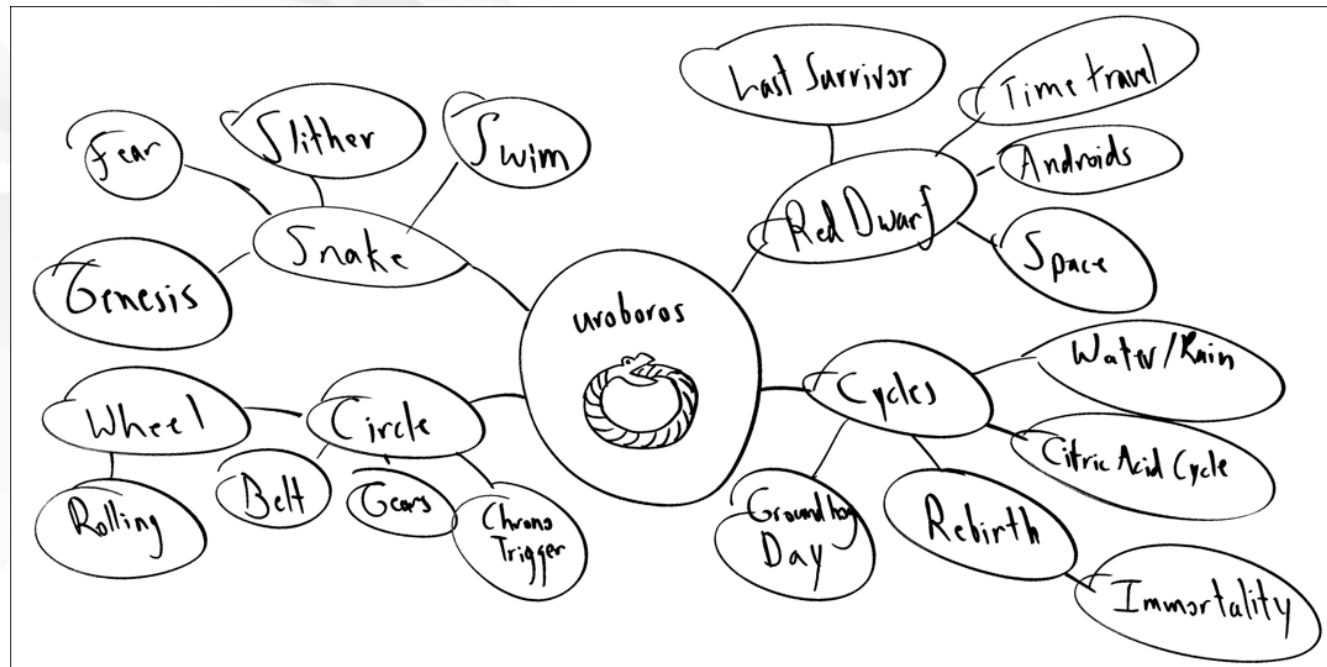 uroboros
Snake
Fear
Slither
Swim
Genesis
Circle
Wheel
Rolling
Belt
Gears
Chrono
Trigger
Red Dwarf
Last Survivor
Time travel
Androids
Space
Cycles
Water/Rain
Citric Acid Cycle
Rebirth
Immortality
Groundhog
Day